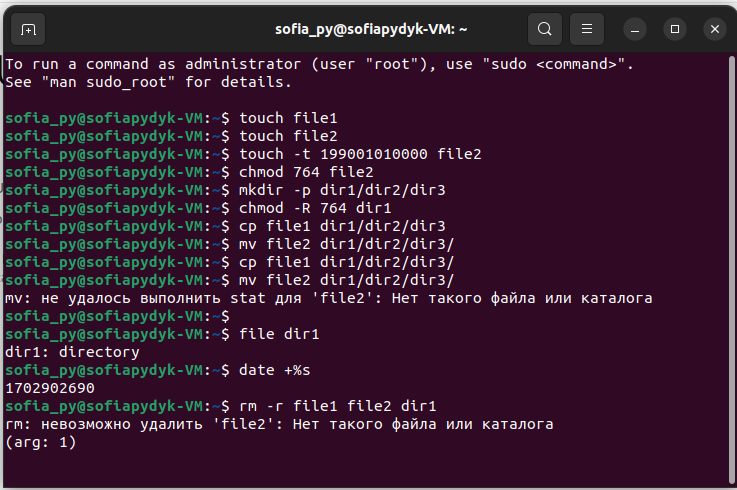 sofia_py@sofiapydyk-VM: ~
To run a command as administrator (user "root"), use "sudo <command>".
See "man sudo_root" for details.
sofia_py@sofiapydyk-VM:~$ touch file1
sofia_py@sofiapydyk-VM:~$ touch file2
sofia_py@sofiapydyk-VM:~$ touch -t 199001010000 file2
sofia_py@sofiapydyk-VM:~$ chmod 764 file2
sofia_py@sofiapydyk-VM:~$ mkdir -p dir1/dir2/dir3
sofia_py@sofiapydyk-VM:~$ chmod -R 764 dir1
sofia_py@sofiapydyk-VM:~$ cp file1 dir1/dir2/dir3
sofia_py@sofiapydyk-VM:~$ mv file2 dir1/dir2/dir3/
sofia_py@sofiapydyk-VM:~$ cp file1 dir1/dir2/dir3/
sofia_py@sofiapydyk-VM:~$ mv file2 dir1/dir2/dir3/
mv: не удалось выполнить stat для 'file2': Нет такого файла или каталога
sofia_py@sofiapydyk-VM:~$
sofia_py@sofiapydyk-VM:~$ file dir1
dir1: directory
sofia_py@sofiapydyk-VM:~$ date +%s
1702902690
sofia_py@sofiapydyk-VM:~$ rm -r file1 file2 dir1
rm: невозможно удалить 'file2': Нет такого файла или каталога
(arg: 1)